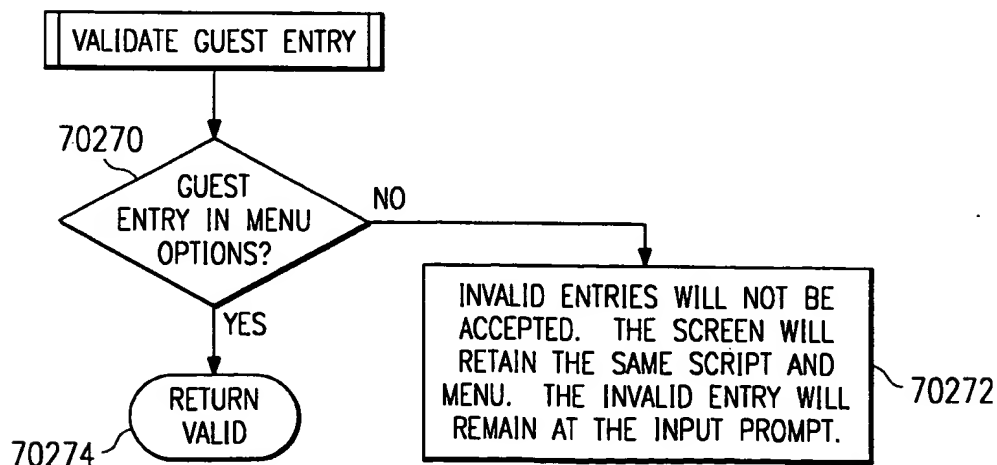 VALIDATE GUEST ENTRY
70270
GUEST
ENTRY IN MENU
OPTIONS?
NO
YES
INVALID ENTRIES WILL NOT BE
ACCEPTED. THE SCREEN WILL
RETAIN THE SAME SCRIPT AND
MENU. THE INVALID ENTRY WILL
REMAIN AT THE INPUT PROMPT.
70272
RETURN
VALID
70274